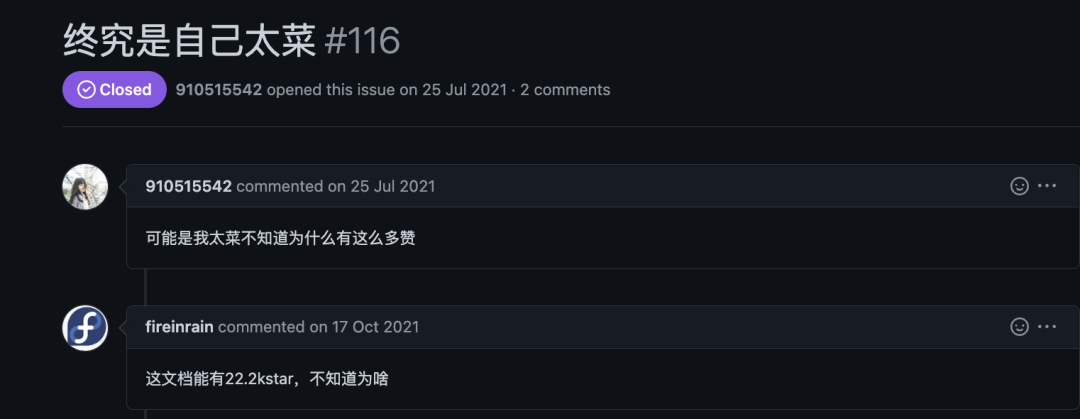 终究是自己太菜 #116
Closed 910515542 opened this issue on 25 Jul 2021 · 2 comments
910515542 commented on 25 Jul 2021
可能是我太菜不知道为什么有这么多赞
fireinrain commented on 17 Oct 2021
这文档能有22.2kstar，不知道为啥